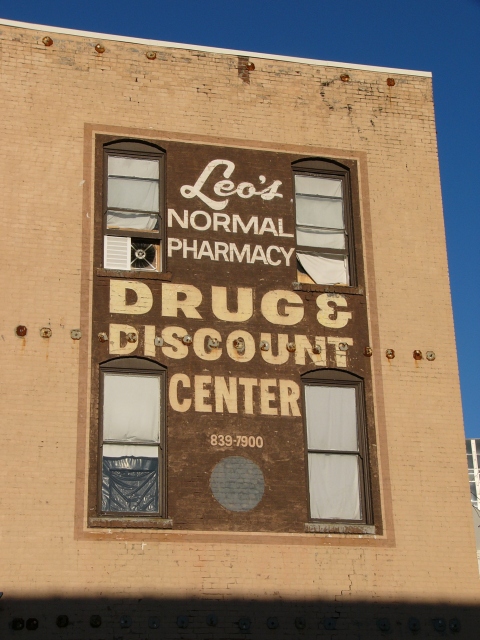 Leo's
NORMAL
PHARMACY
DRUG &
DISCOUNT
CENTER
839-7900